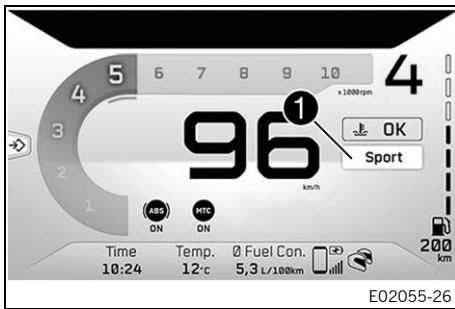 1 2 3 4 5 6 7 8 9 10
x1000rpm
4
1
96
km/h
OK
Sport
(ABS) MTC
ON ON
200
km
Time Temp. Ø Fuel Con.
10:24 12°c 5,3 L/100km
E02055-26